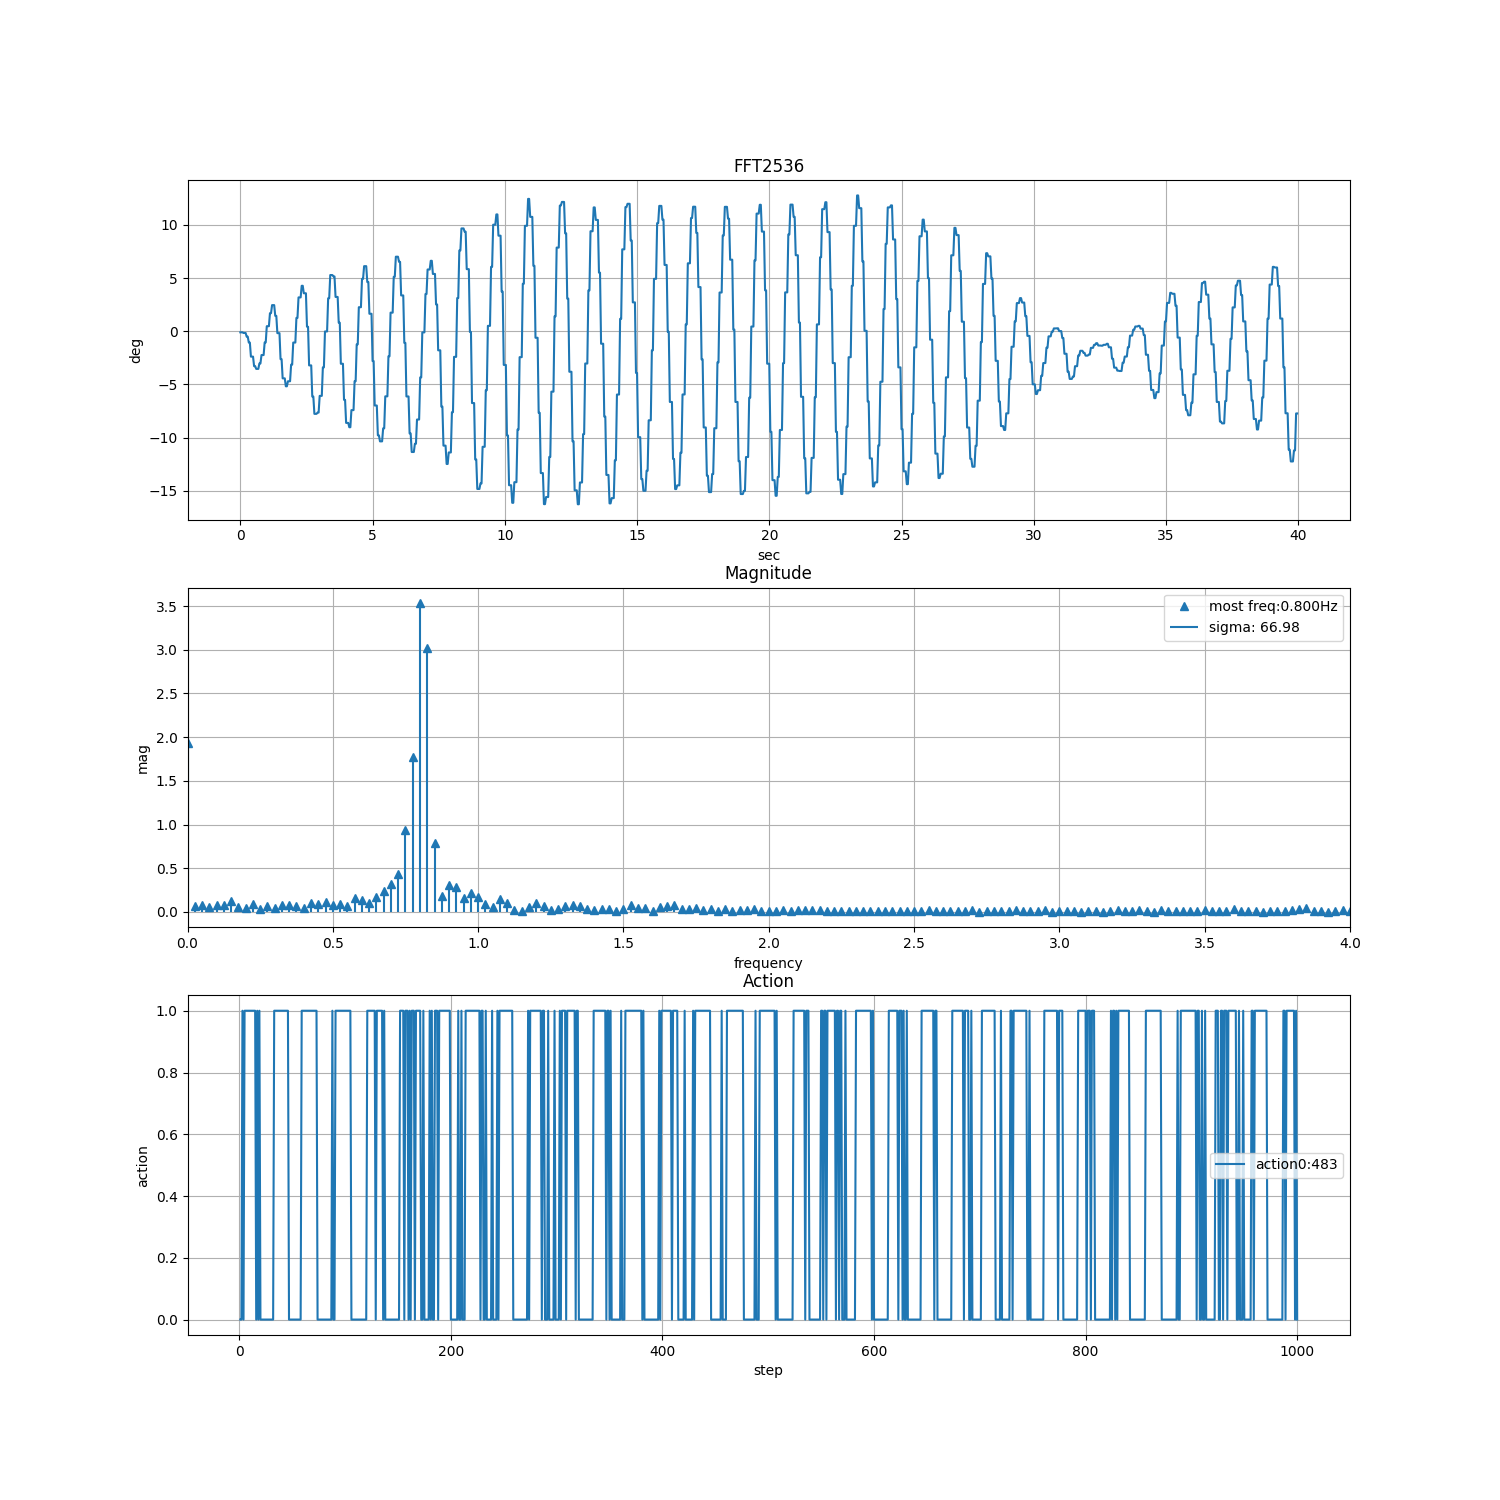 FFT2536
10
5
0
−5
−10
−15
deg
0 5 10 15 20 25 30 35 40
sec
Magnitude
3.5
3.0
2.5
2.0
1.5
1.0
0.5
0.0
mag
most freq:0.800Hz
sigma: 66.98
0.0 0.5 1.0 1.5 2.0 2.5 3.0 3.5 4.0
frequency
Action
1.0
0.8
0.6
0.4
0.2
0.0
action
action0:483
0 200 400 600 800 1000
step